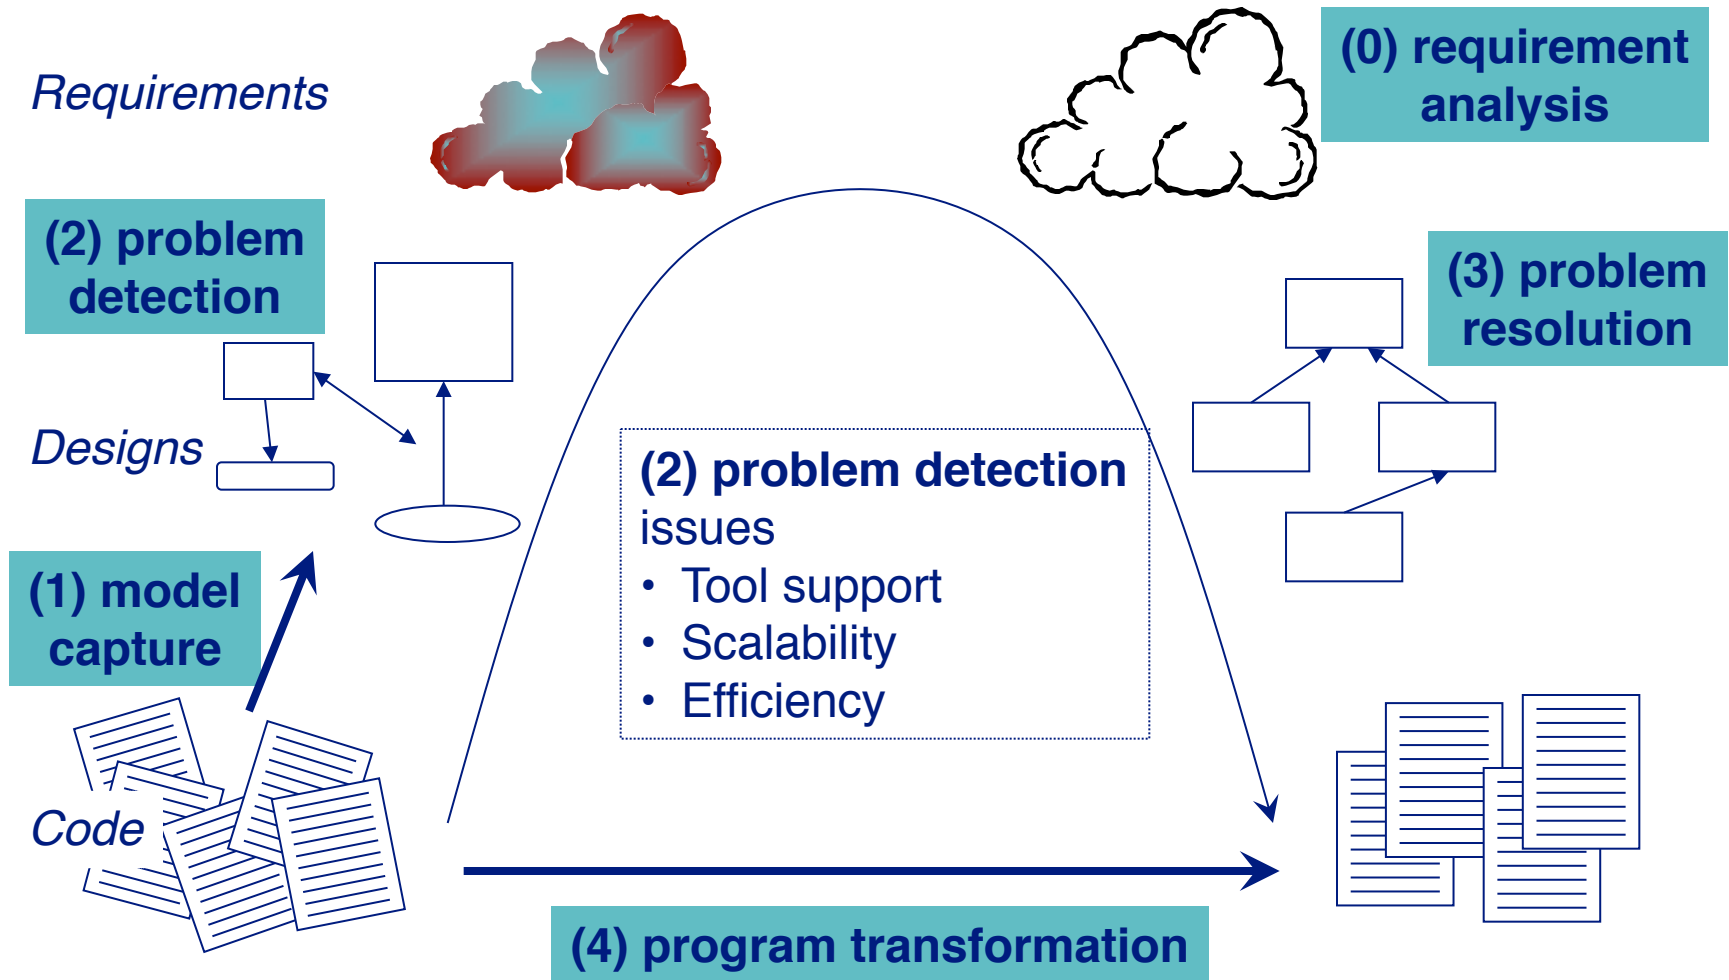 (0) requirement
analysis
Requirements
(2) problem
detection
(3) problem
resolution
Designs
(2) problem detection
issues
• Tool support
• Scalability
• Efficiency
(1) model
capture
Code
(4) program transformation